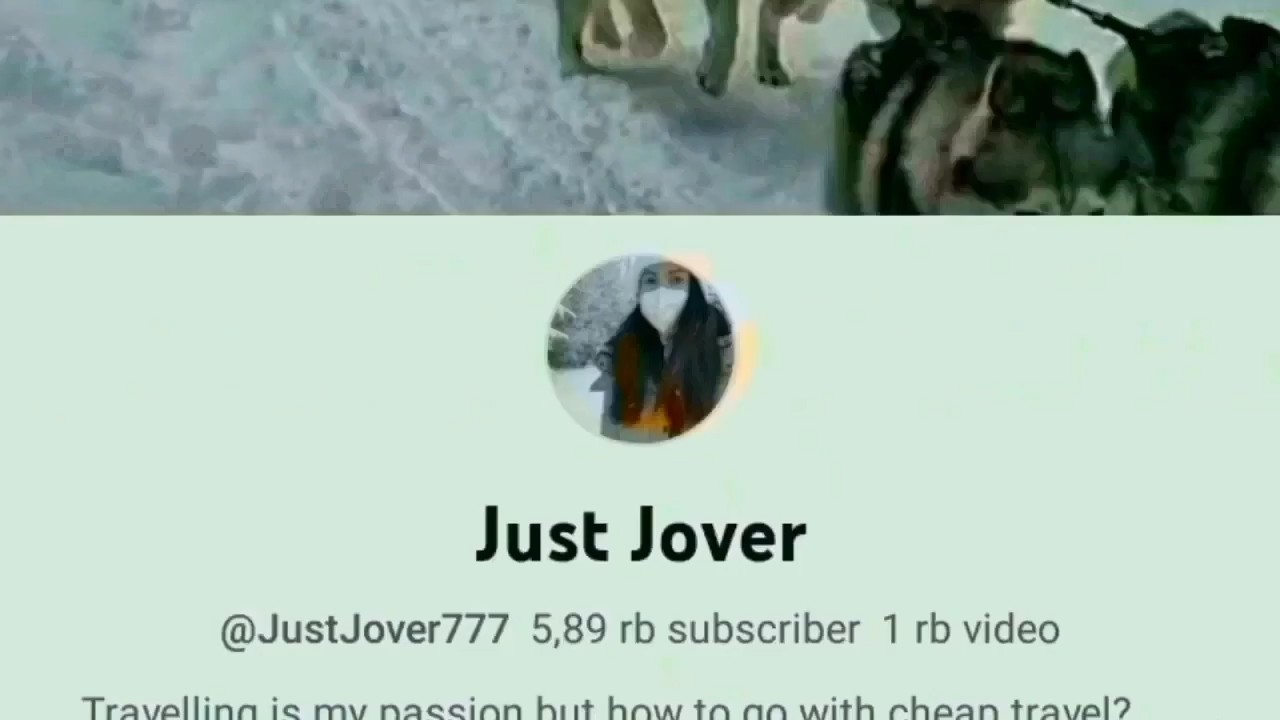 Just Jover
@JustJover777 5,89 rb subscriber 1 rb video
Travelling is my passion but how to go with cheap travel?